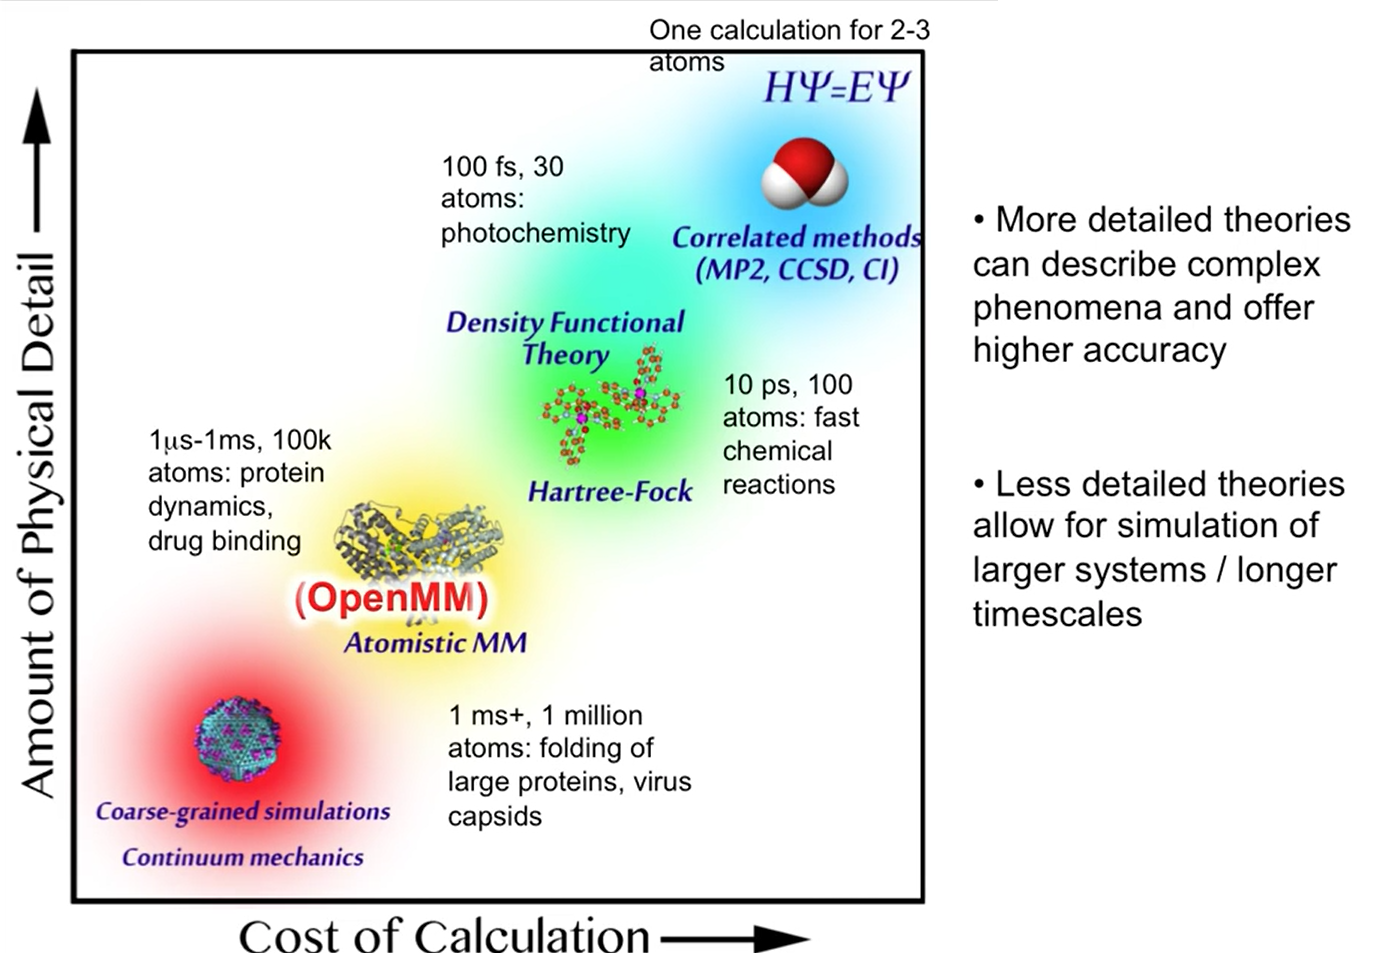 One calculation for 2-3
atoms
HΨ=EΨ
100 fs, 30
atoms:
photochemistry
Correlated methods
(MP2, CCSD, CI)
Density Functional
Theory
10 ps, 100
atoms: fast
chemical
reactions
Hartree-Fock
1μs-1ms, 100k
atoms: protein
dynamics,
drug binding
(OpenMM)
Atomistic MM
1 ms+, 1 million
atoms: folding of
large proteins, virus
capsids
Coarse-grained simulations
Continuum mechanics
Amount of Physical Detail
Cost of Calculation
• More detailed theories
can describe complex
phenomena and offer
higher accuracy
• Less detailed theories
allow for simulation of
larger systems / longer
timescales